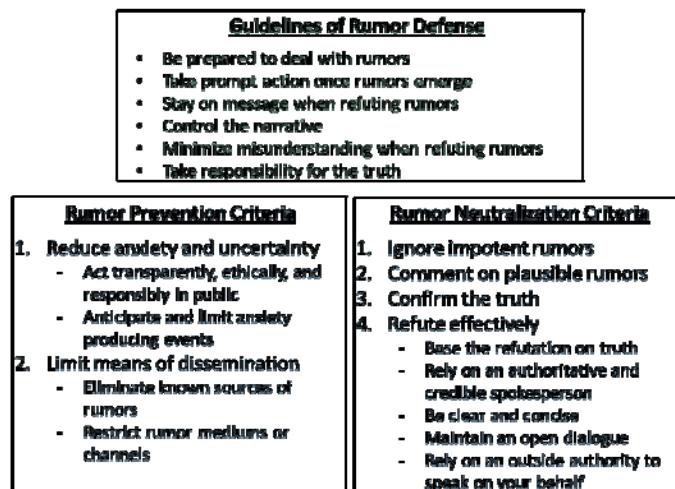 Guidelines of Rumor Defense
• Be prepared to deal with rumors
• Take prompt action once rumors emerge
• Stay on message when refuting rumors
• Control the narrative
• Minimize misunderstanding when refuting rumors
• Take responsibility for the truth
Rumor Prevention Criteria
1. Reduce anxiety and uncertainty
- Act transparently, ethically, and
responsibly in public
- Anticipate and limit anxiety
producing events
2. Limit means of dissemination
- Eliminate known sources of
rumors
- Restrict rumor mediums or
channels
Rumor Neutralization Criteria
1. Ignore impotent rumors
2. Comment on plausible rumors
3. Confirm the truth
4. Refute effectively
- Base the refutation on truth
- Rely on an authoritative and
credible spokesperson
- Be clear and concise
- Maintain an open dialogue
- Rely on an outside authority to
speak on your behalf